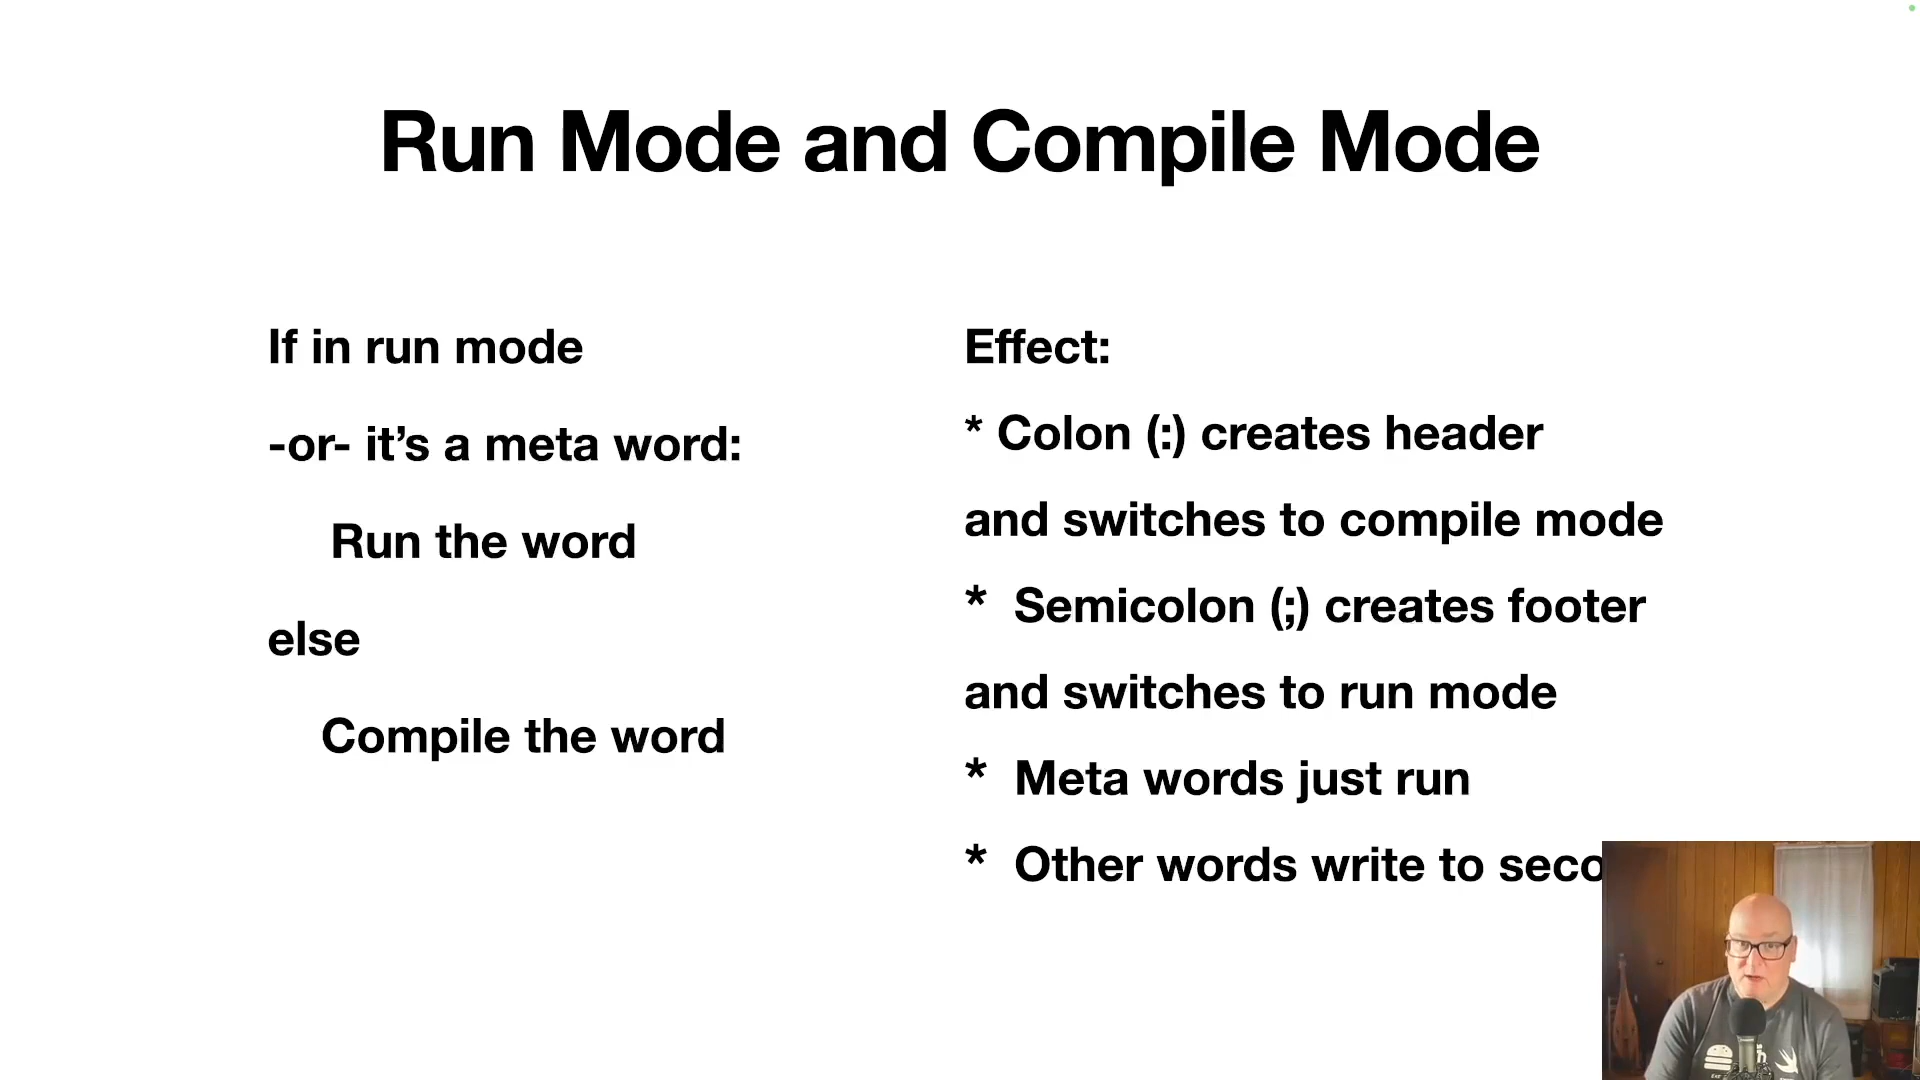 Run Mode and Compile Mode
If in run mode
-or- it’s a meta word:
Run the word
else
Compile the word
Effect:
* Colon (:) creates header
and switches to compile mode
* Semicolon (;) creates footer
and switches to run mode
* Meta words just run
* Other words write to seco